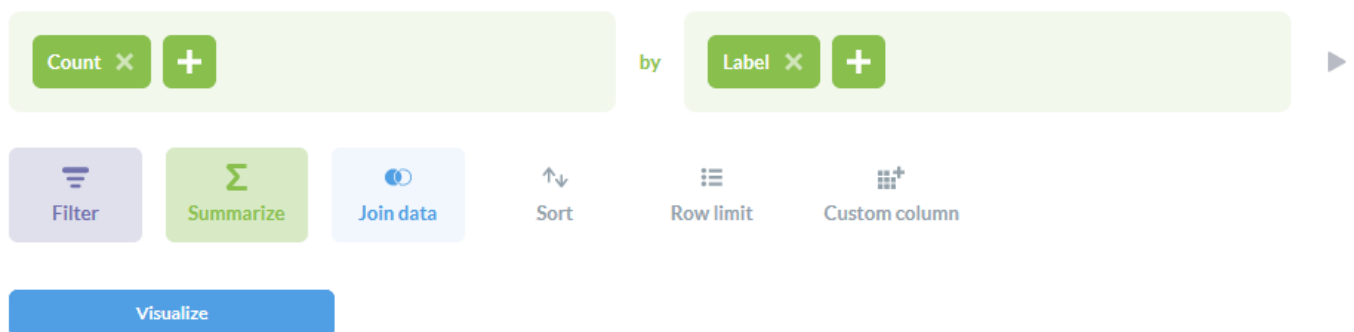 Count by Label
Filter Summarize Join data Sort Row limit Custom column
Visualize